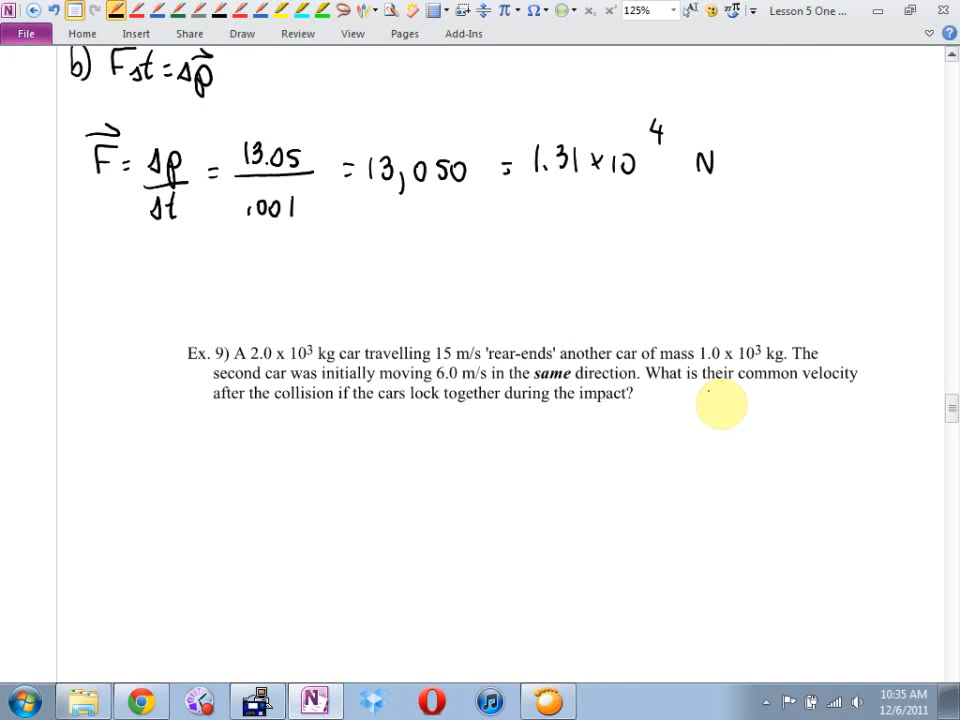 125%
Lesson 5 One ...
File Home Insert Share Draw Review View Pages Add-Ins
b) FΔt = Δp⃗
F⃗ = Δp/Δt = 13.05/.001 = 13,050 = 1.31 × 10⁴ N
Ex. 9) A 2.0 x 10³ kg car travelling 15 m/s 'rear-ends' another car of mass 1.0 x 10³ kg. The
second car was initially moving 6.0 m/s in the same direction. What is their common velocity
after the collision if the cars lock together during the impact?
10:35 AM
12/6/2011